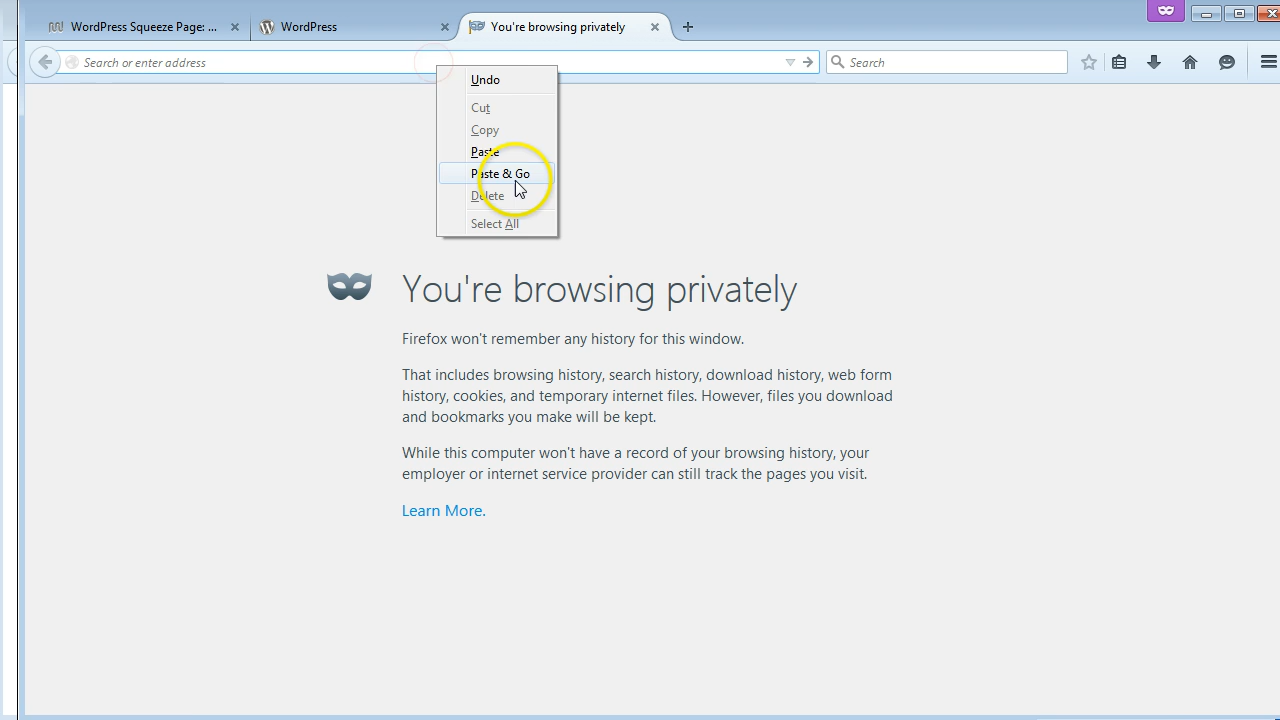 WordPress Squeeze Page: ...
WordPress
You're browsing privately
Search or enter address
Search
Undo
Cut
Copy
Paste
Paste & Go
Delete
Select All
You're browsing privately
Firefox won't remember any history for this window.
That includes browsing history, search history, download history, web form
history, cookies, and temporary internet files. However, files you download
and bookmarks you make will be kept.
While this computer won't have a record of your browsing history, your
employer or internet service provider can still track the pages you visit.
Learn More.